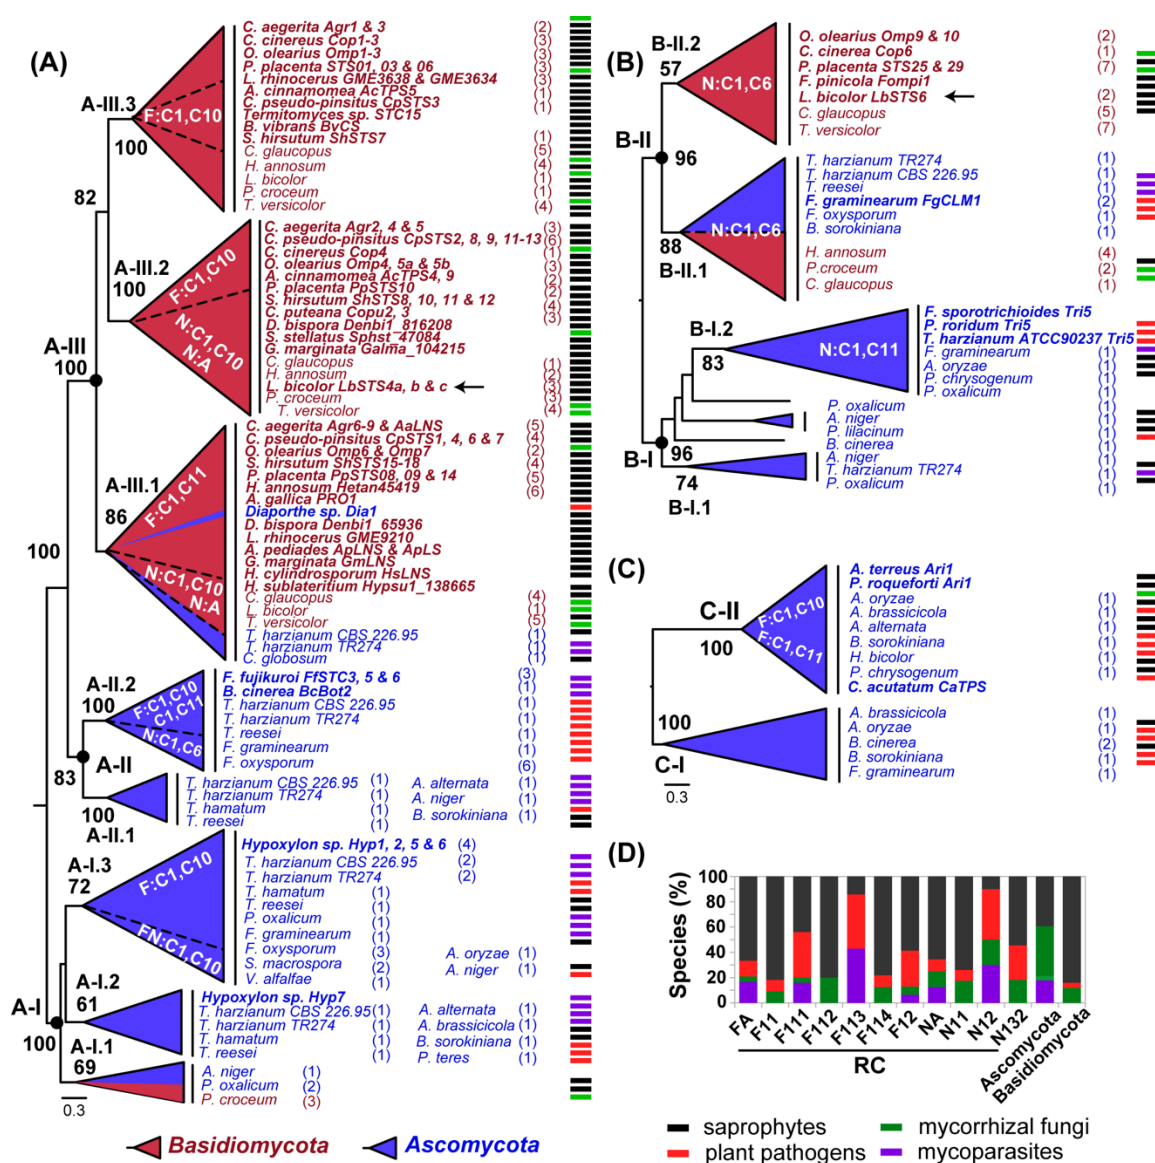 (A)
A-III.3
100
F:C1,C10
C. aegerita Agr1 & 3 (2)
C. cinereus Cop1-3 (3)
O. olearius Omp1-3 (3)
P. placenta STS01, 03 & 06 (3)
L. rhinocerus GME3638 & GME3634 (3)
A. cinnamomea AcTPS5 (1)
C. pseudo-pinsitus CpSTS3 (1)
Termitomyces sp. STC15
B. vibrans BvCS
S. hirsutum ShSTS7 (1)
C. glaucopus (5)
H. annosum (4)
L. bicolor (1)
P. croceum (1)
T. versicolor (4)
82
A-III.2
100
F:C1,C10
N:C1,C10
N:A
C. aegerita Agr2, 4 & 5 (3)
C. pseudo-pinsitus CpSTS2, 8, 9, 11-13 (6)
C. cinereus Cop4 (1)
O. olearius Omp4, 5a & 5b (3)
A. cinnamomea AcTPS4, 9 (2)
P. placenta PpSTS10 (2)
S. hirsutum ShSTS8, 10, 11 & 12 (4)
C. puteana Copu2, 3 (3)
D. bispora Denbi1_816208
S. stellatus Sphst_47084
G. marginata Galma_104215
C. glaucopus (1)
H. annosum (2)
L. bicolor LbSTS4a, b & c (3)
P. croceum (3)
T. versicolor (4)
A-III
100
A-III.1
86
F:C1,C11
N:C1,C10
N:A
C. aegerita Agr6-9 & AaLNS (5)
C. pseudo-pinsitus CpSTS1, 4, 6 & 7 (4)
O. olearius Omp6 & Omp7 (2)
S. hirsutum ShSTS15-18 (4)
P. placenta PpSTS08, 09 & 14 (5)
H. annosum Hetan45419 (6)
A. gallica PRO1
Diaporthe sp. Dia1
D. bispora Denbi1_65936
L. rhinocerus GME9210
A. pediades ApLNS & ApLS
G. marginata GmLNS
H. cylindrosporum HsLNS
H. sublateritium Hypsu1_138665
C. glaucopus (4)
L. bicolor (1)
T. versicolor (5)
T. harzianum CBS 226.95 (1)
T. harzianum TR274 (1)
C. globosum (1)
100
A-II.2
100
F:C1,C10
C1,C11
N:C1,C6
F. fujikuroi FfSTC3, 5 & 6 (3)
B. cinerea BcBot2 (1)
T. harzianum CBS 226.95 (1)
T. harzianum TR274 (1)
T. reesei (1)
F. graminearum (1)
F. oxysporum (6)
83
A-II
100
A-II.1
T. harzianum CBS 226.95 (1) A. alternata (1)
T. harzianum TR274 (1) A. niger (1)
T. hamatum (1) B. sorokiniana (1)
T. reesei (1)
A-I.3
72
F:C1,C10
FN:C1,C10
Hypoxylon sp. Hyp1, 2, 5 & 6 (4)
T. harzianum CBS 226.95 (2)
T. harzianum TR274 (2)
T. hamatum (1)
T. reesei (1)
P. oxalicum (1)
F. graminearum (1)
F. oxysporum (3) A. oryzae (1)
S. macrospora (2) A. niger (1)
V. alfalfae (1)
A-I
100
A-I.2
61
Hypoxylon sp. Hyp7
T. harzianum CBS 226.95 (1) A. alternata (1)
T. harzianum TR274 (1) A. brassicicola (1)
T. hamatum (1) B. sorokiniana (1)
T. reesei (1) P. teres (1)
A-I.1
69
A. niger (1)
P. oxalicum (2)
P. croceum (3)
0.3
Basidiomycota
Ascomycota
(B)
B-II.2
57
N:C1,C6
O. olearius Omp9 & 10 (2)
C. cinerea Cop6 (1)
P. placenta STS25 & 29 (7)
F. pinicola Fompi1
L. bicolor LbSTS6 (2)
C. glaucopus (5)
T. versicolor (7)
B-II
96
88
B-II.1
N:C1,C6
T. harzianum TR274 (1)
T. harzianum CBS 226.95 (1)
T. reesei (1)
F. graminearum FgCLM1 (2)
F. oxysporum (1)
B. sorokiniana (1)
H. annosum (4)
P.croceum (2)
C. glaucopus (1)
B-I.2
83
N:C1,C11
F. sporotrichioides Tri5
P. roridum Tri5
T. harzianum ATCC90237 Tri5
F. graminearum (1)
A. oryzae (1)
P. chrysogenum (1)
P. oxalicum (1)
P. oxalicum (1)
A. niger (1)
P. lilacinum (1)
B. cinerea (1)
B-I
96
74
B-I.1
A. niger (1)
T. harzianum TR274 (1)
P. oxalicum (1)
(C)
C-II
100
F:C1,C10
F:C1,C11
A. terreus Ari1
P. roqueforti Ari1
A. oryzae (1)
A. brassicicola (1)
A. alternata (1)
B. sorokiniana (1)
H. bicolor (1)
P. chrysogenum (1)
C. acutatum CaTPS
100
C-I
A. brassicicola (1)
A. oryzae (1)
B. cinerea (2)
B. sorokiniana (1)
F. graminearum (1)
0.3
(D)
Species (%)
100
80
60
40
20
0
FA F11 F111 F112 F113 F114 F12 NA N11 N12 N132 Ascomycota Basidiomycota
RC
saprophytes
mycorrhizal fungi
plant pathogens
mycoparasites